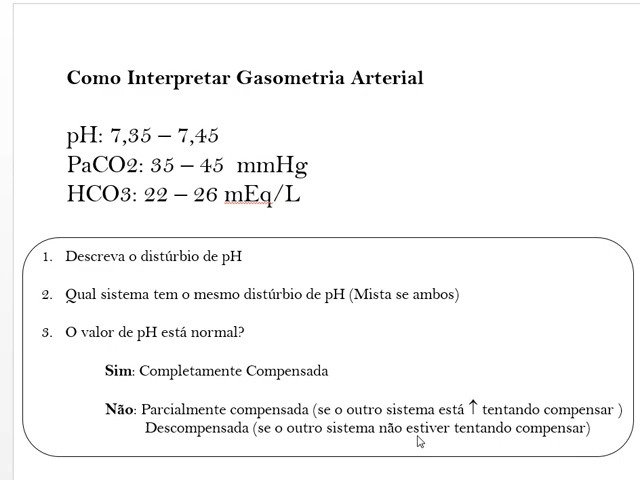 Como Interpretar Gasometria Arterial
pH: 7,35 – 7,45
PaCO2: 35 – 45 mmHg
HCO3: 22 – 26 mEq/L
1. Descreva o distúrbio de pH
2. Qual sistema tem o mesmo distúrbio de pH (Mista se ambos)
3. O valor de pH está normal?
Sim: Completamente Compensada
Não: Parcialmente compensada (se o outro sistema está ↑ tentando compensar )
Descompensada (se o outro sistema não estiver tentando compensar)